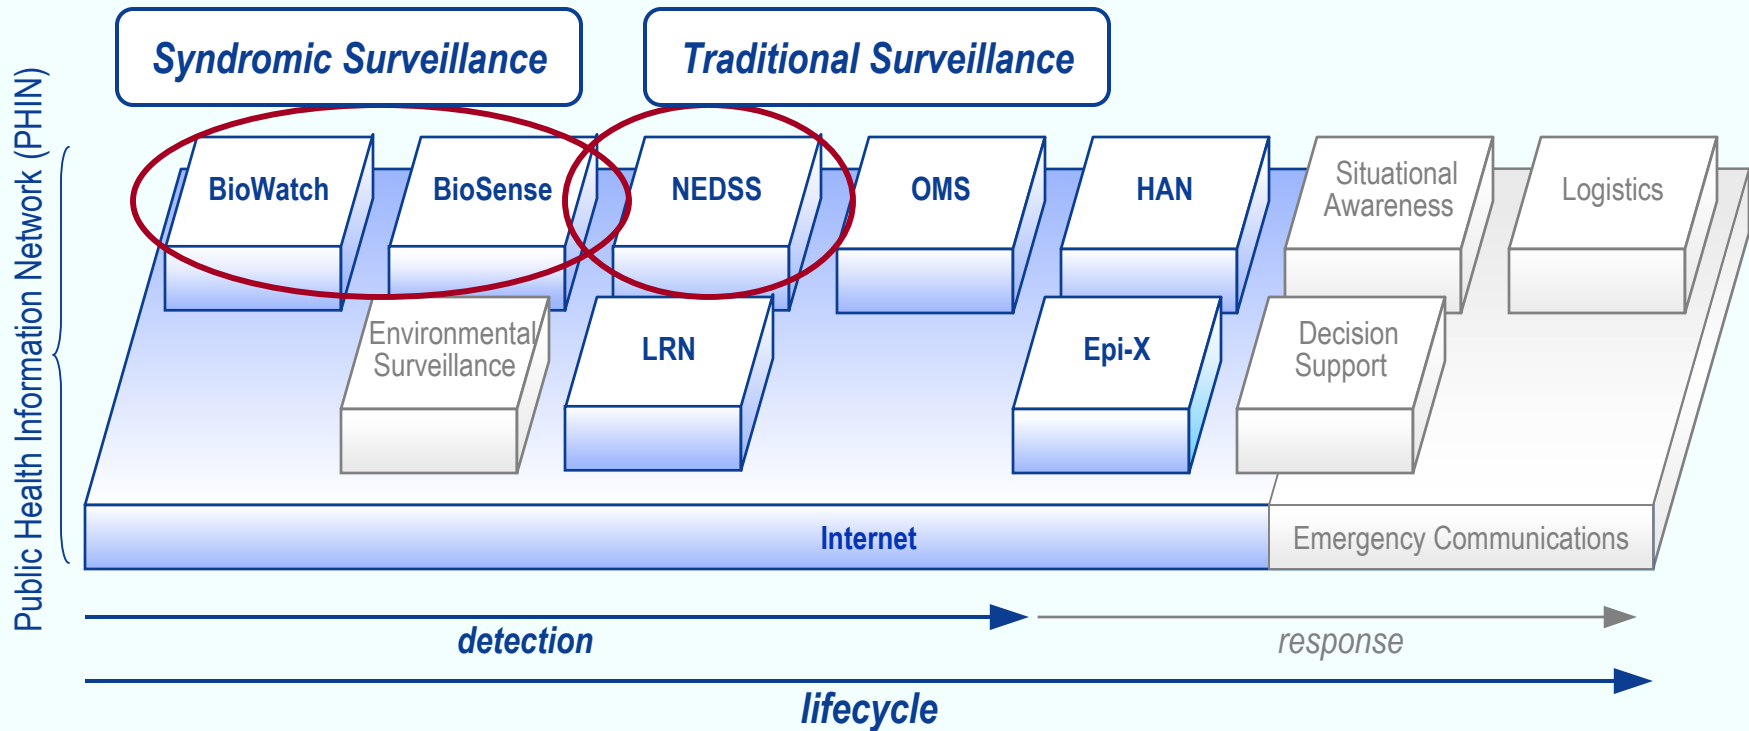 Syndromic Surveillance
Traditional Surveillance
Public Health Information Network (PHIN)
BioWatch
BioSense
NEDSS
OMS
HAN
Situational
Awareness
Logistics
Environmental
Surveillance
LRN
Epi-X
Decision
Support
Internet
Emergency Communications
detection
response
lifecycle